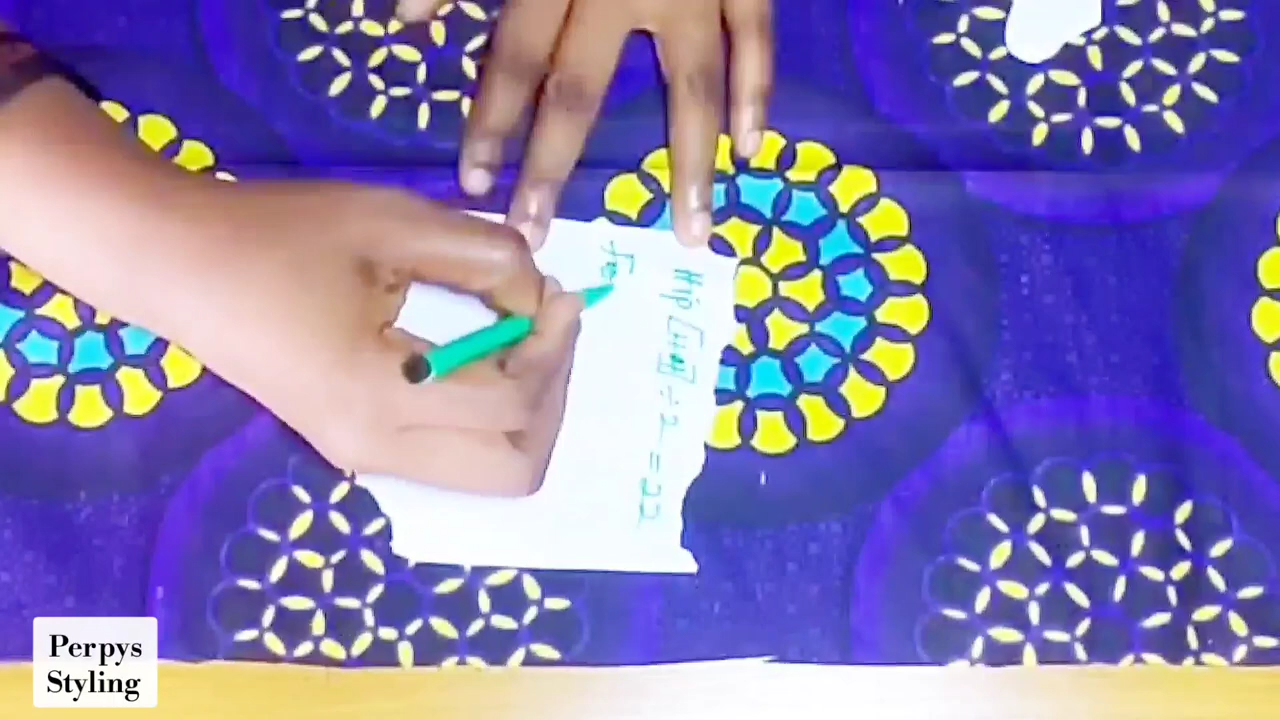 Hip [44] ÷ 2 = 22
Perpys
Styling